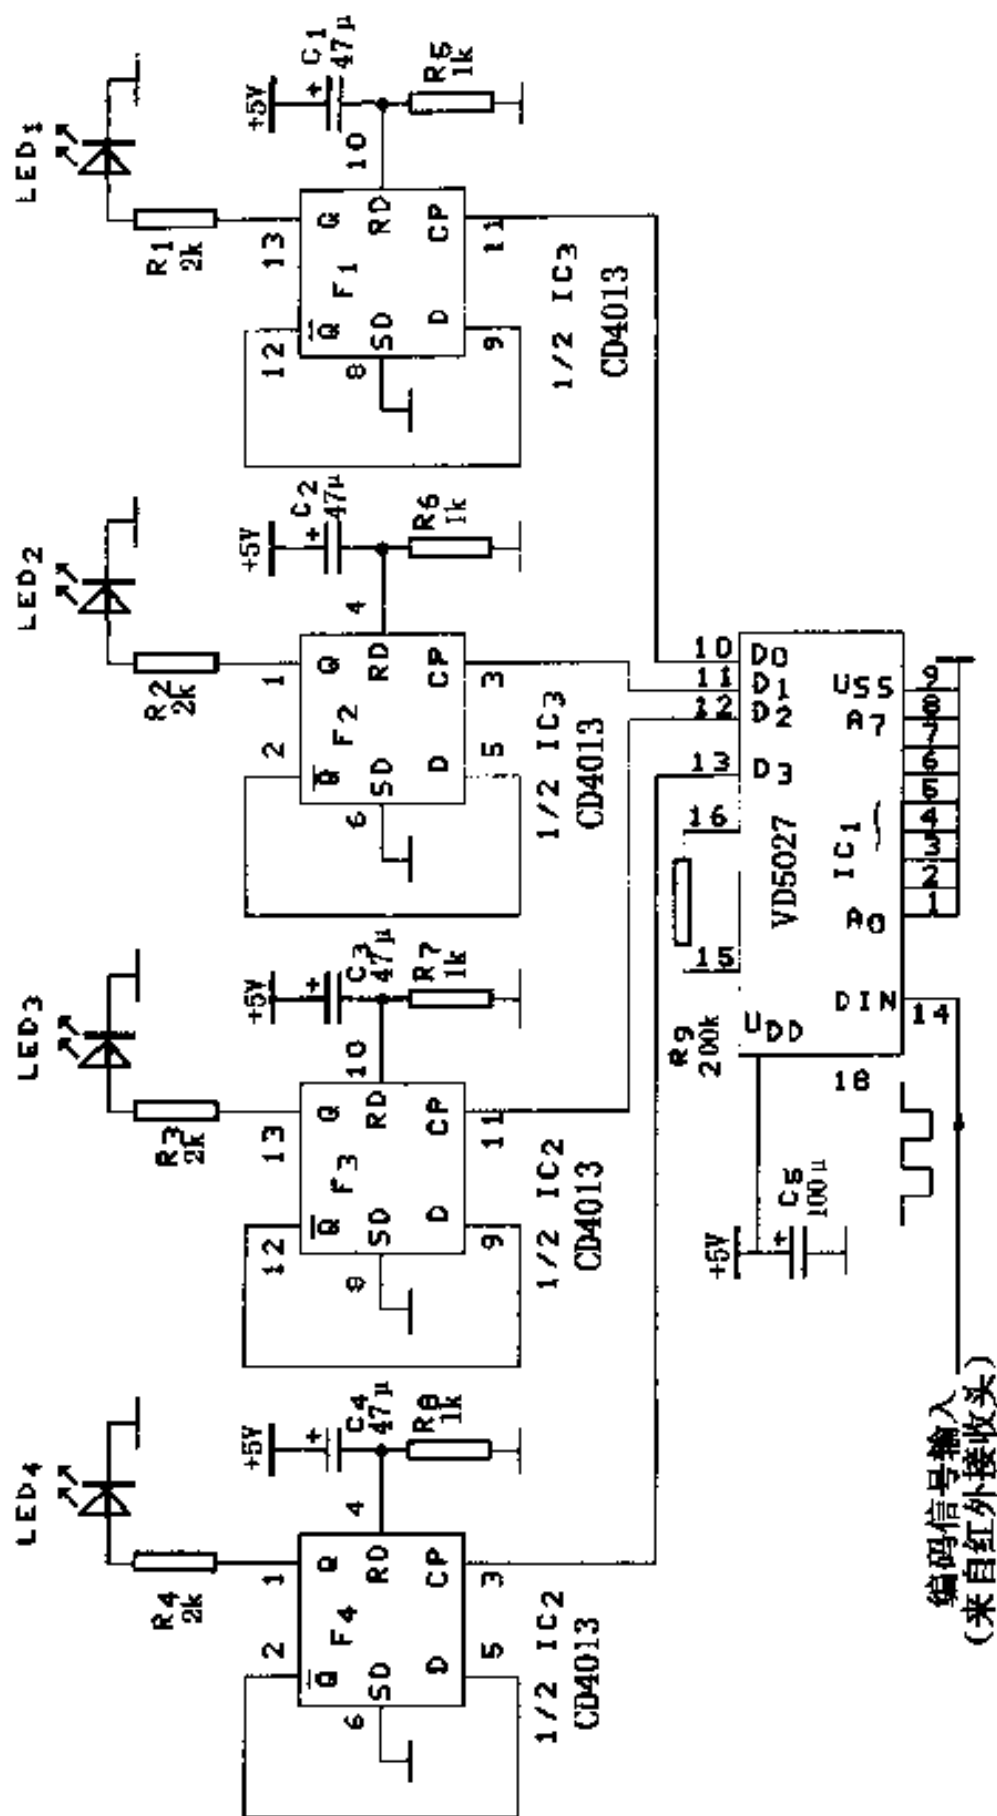 LED1
R1
2k
+5V
C1
47μ
R5
1k
13
Q
10
RD
F1
CP
11
12
Q
SD
D
8
9
1/2 IC3
CD4013
LED2
R2
2k
+5V
C2
47μ
R6
1k
1
Q
4
RD
F2
CP
3
2
Q
SD
D
6
5
1/2 IC3
CD4013
LED3
R3
2k
+5V
C3
47μ
R7
1k
13
Q
10
RD
F3
CP
11
12
Q
SD
D
9
1/2 IC2
CD4013
LED4
R4
2k
+5V
C4
47μ
R8
1k
1
Q
4
RD
F4
CP
3
2
Q
SD
D
6
5
1/2 IC2
CD4013
10 D0
11 D1
12 D2
13 D3
16
15
R9
200k
VD5027
IC1
USS 9
A7 8
7
6
5
4
3
2
A0 1
DIN 14
UDD
18
+5V
C5
100μ
编码信号输入
(来自红外接收头)